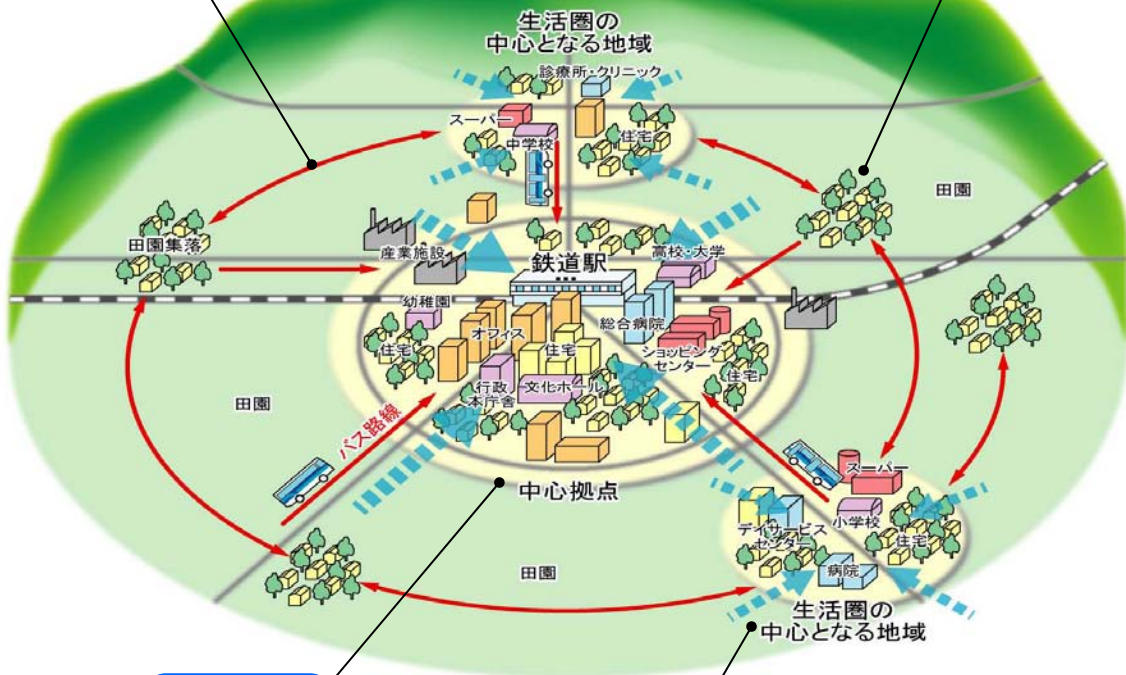 生活圏の
中心となる地域
診療所・クリニック
スーパー
中学校
住宅
田園
田園集落
産業施設
鉄道駅
高校・大学
幼稚園
オフィス
総合病院
住宅
住宅
ショッピング
センター
住宅
行政
本庁舎
文化ホール
田園
バス路線
中心拠点
スーパー
小学校
デイサービス
センター
住宅
病院
田園
生活圏の
中心となる地域